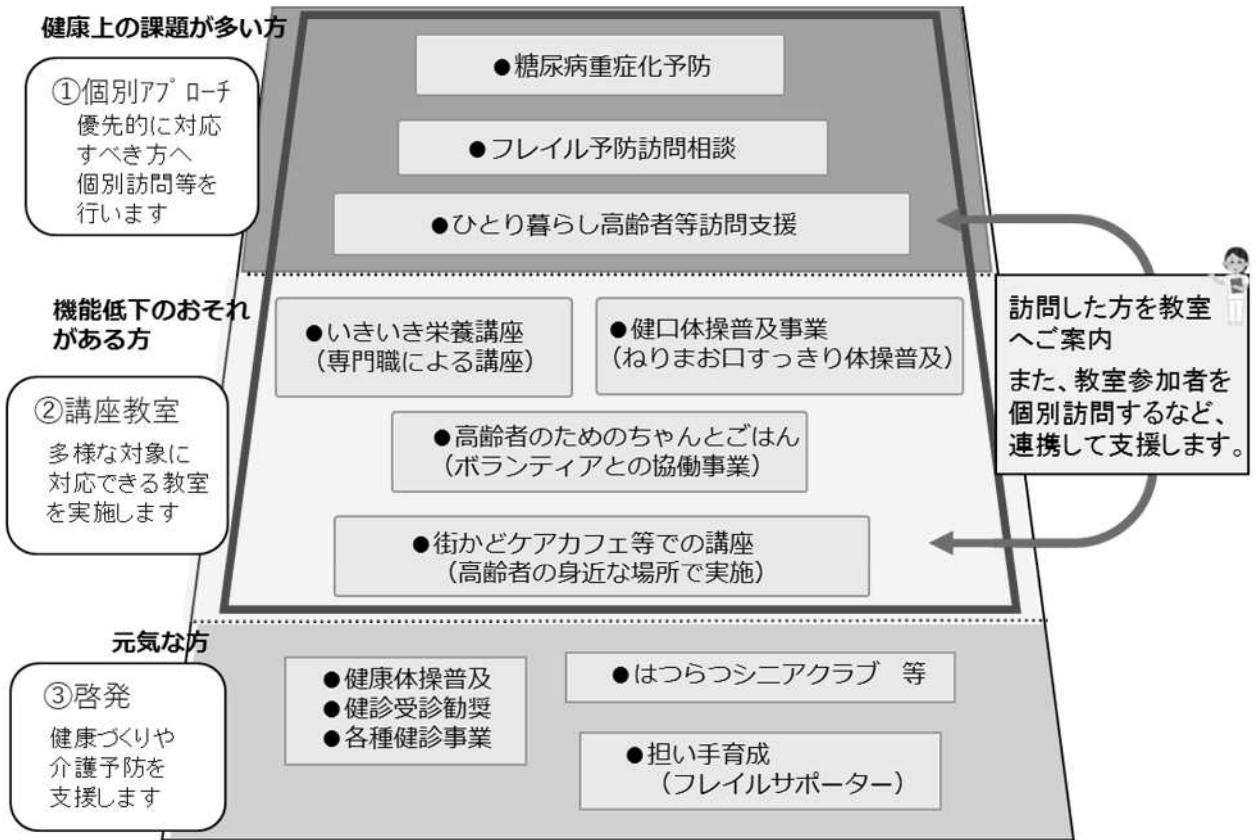 健康上の課題が多い方
①個別ｱﾌﾟﾛｰﾁ
優先的に対応
すべき方へ
個別訪問等を
行います
●糖尿病重症化予防
●フレイル予防訪問相談
●ひとり暮らし高齢者等訪問支援
機能低下のおそれ
がある方
②講座教室
多様な対象に
対応できる教室
を実施します
●いきいき栄養講座
（専門職による講座）
●健口体操普及事業
（ねりまお口すっきり体操普及）
●高齢者のためのちゃんとごはん
（ボランティアとの協働事業）
●街かどケアカフェ等での講座
（高齢者の身近な場所で実施）
訪問した方を教室
へご案内
また、教室参加者を
個別訪問するなど、
連携して支援します。
元気な方
③啓発
健康づくりや
介護予防を
支援します
●健康体操普及
●健診受診勧奨
●各種健診事業
●はつらつシニアクラブ　等
●担い手育成
（フレイルサポーター）